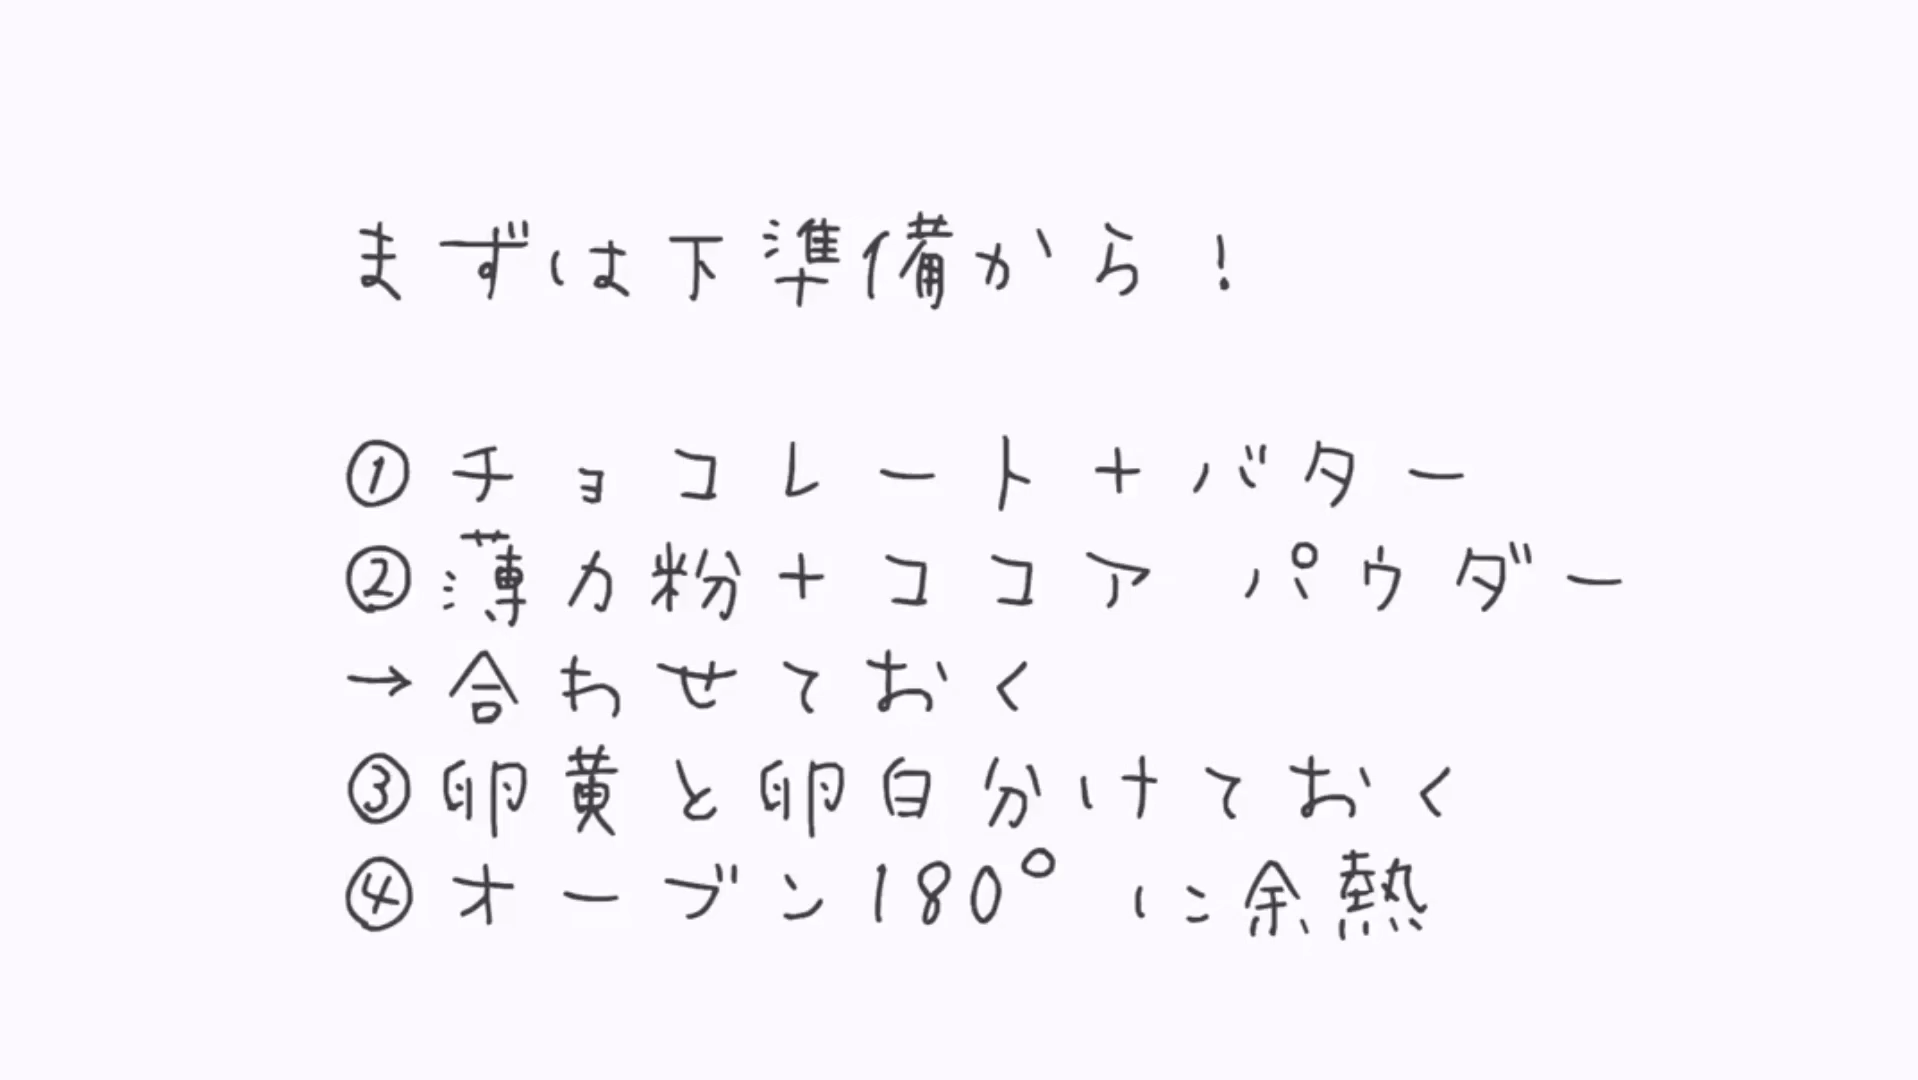 まずは下準備から!
①チョコレート+バター
②薄力粉+ココアパウダー
→合わせておく
③卵黄と卵白分けておく
④オーブン180°に余熱